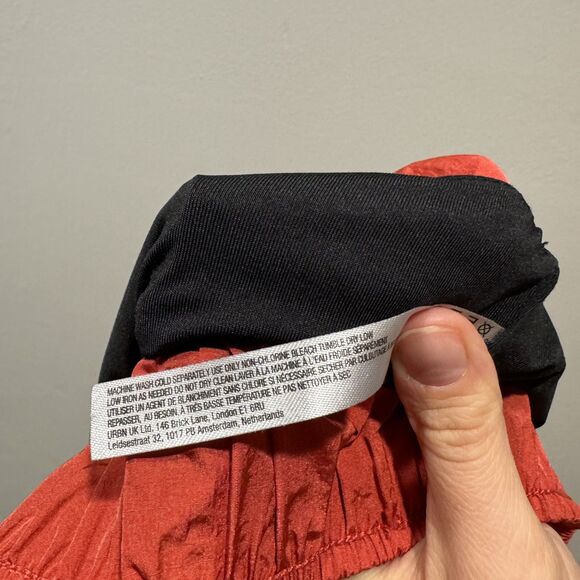 MACHINE WASH COLD SEPARATELY USE ONLY NON-CHLORINE BLEACH TUMBLE DRY LOW
LOW IRON AS NEEDED DO NOT DRY CLEAN LAVER À LA MACHINE À L'EAU FROIDE SÉPARÉMENT
UTILISER UN AGENT DE BLANCHIMENT SANS CHLORE SI NÉCESSAIRE SECHER PAR CULBUTAGE
REPASSER, AU BESOIN, À TRÈS BASSE TEMPÉRATURE NE PAS NETTOYER À SEC
URBN UK Ltd, 146 Brick Lane, London E1 6RU
Leidsestraat 32, 1017 PB Amsterdam, Netherlands